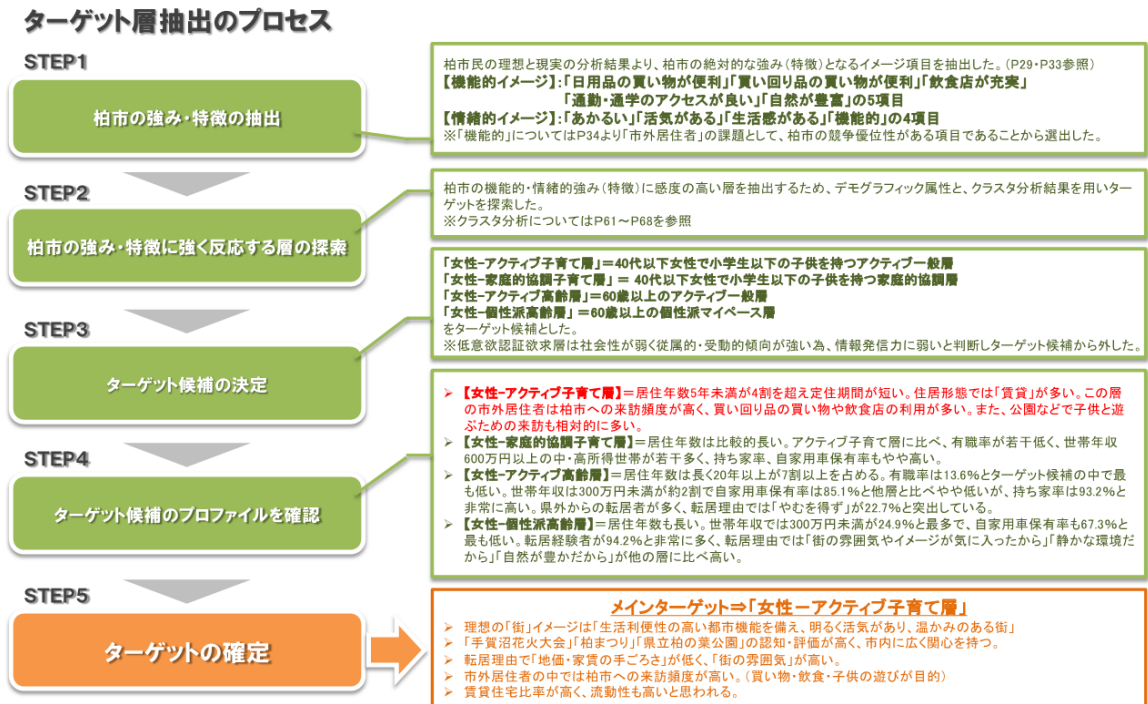 ターゲット層抽出のプロセス
STEP1
柏市の強み・特徴の抽出
柏市民の理想と現実の分析結果より、柏市の絶対的な強み(特徴)となるイメージ項目を抽出した。(P29・P33参照)
【機能的イメージ】:「日用品の買い物が便利」「買い回り品の買い物が便利」「飲食店が充実」
「通勤・通学のアクセスが良い」「自然が豊富」の5項目
【情緒的イメージ】:「あかるい」「活気がある」「生活感がある」「機能的」の4項目
※「機能的」についてはP34より「市外居住者」の課題として、柏市の競争優位性がある項目であることから選出した。
STEP2
柏市の強み・特徴に強く反応する層の探索
柏市の機能的・情緒的強み(特徴)に感度の高い層を抽出するため、デモグラフィック属性と、クラスタ分析結果を用いター
ゲットを探索した。
※クラスタ分析についてはP61~P68を参照
STEP3
ターゲット候補の決定
「女性-アクティブ子育て層」=40代以下女性で小学生以下の子供を持つアクティブ一般層
「女性-家庭的協調子育て層」 = 40代以下女性で小学生以下の子供を持つ家庭的協調層
「女性-アクティブ高齢層」=60歳以上のアクティブ一般層
「女性-個性派高齢層」 =60歳以上の個性派マイペース層
をターゲット候補とした。
※低意欲認証欲求層は社会性が弱く従属的・受動的傾向が強い為、情報発信力に弱いと判断しターゲット候補から外した。
STEP4
ターゲット候補のプロファイルを確認
➢ 【女性-アクティブ子育て層】=居住年数5年未満が4割を超え定住期間が短い。住居形態では「賃貸」が多い。この層
の市外居住者は柏市への来訪頻度が高く、買い回り品の買い物や飲食店の利用が多い。また、公園などで子供と遊
ぶための来訪も相対的に多い。
➢ 【女性-家庭的協調子育て層】=居住年数は比較的長い。アクティブ子育て層に比べ、有職率が若干低く、世帯年収
600万円以上の中・高所得世帯が若干多く、持ち家率、自家用車保有率もやや高い。
➢ 【女性-アクティブ高齢層】=居住年数は長く20年以上が7割以上を占める。有職率は13.6%とターゲット候補の中で最
も低い。世帯年収は300万円未満が約2割で自家用車保有率は85.1%と他層と比べやや低いが、持ち家率は93.2%と
非常に高い。県外からの転居者が多く、転居理由では「やむを得ず」が22.7%と突出している。
➢ 【女性-個性派高齢層】=居住年数も長い。世帯年収では300万円未満が24.9%と最多で、自家用車保有率も67.3%と
最も低い。転居経験者が94.2%と非常に多く、転居理由では「街の雰囲気やイメージが気に入ったから」「静かな環境だ
から」「自然が豊かだから」が他の層に比べ高い。
STEP5
ターゲットの確定
メインターゲット⇒「女性-アクティブ子育て層」
➢ 理想の「街」イメージは「生活利便性の高い都市機能を備え、明るく活気があり、温かみのある街」
➢ 「手賀沼花火大会」「柏まつり」「県立柏の葉公園」の認知・評価が高く、市内に広く関心を持つ。
➢ 転居理由で「地価・家賃の手ごろさ」が低く、「街の雰囲気」が高い。
➢ 市外居住者の中では柏市への来訪頻度が高い。(買い物・飲食・子供の遊びが目的)
➢ 賃貸住宅比率が高く、流動性も高いと思われる。